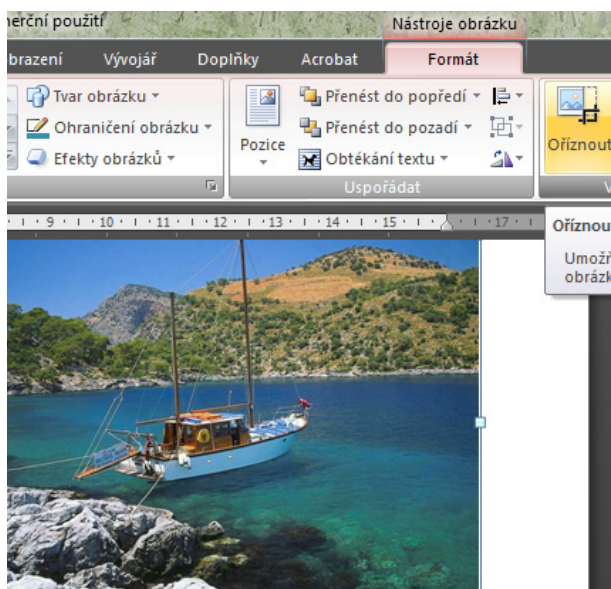 merční použití
Nástroje obrázku
brazení Vývojář Doplňky Acrobat Formát
Tvar obrázku
Ohraničení obrázku
Efekty obrázků
Pozice
Přenést do popředí
Přenést do pozadí
Obtékání textu
Oříznout
Uspořádat
V
9 10 11 12 13 14 15 17
Oříznou
Umožň
obrázk